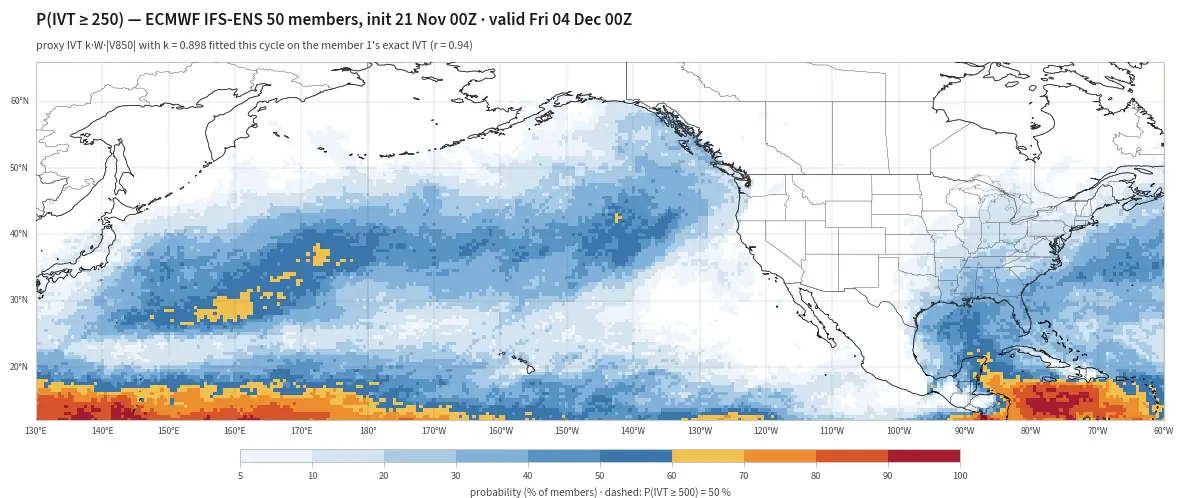 P(IVT ≥ 250) — ECMWF IFS-ENS 50 members, init 21 Nov 00Z · valid Fri 04 Dec 00Z
proxy IVT k·W·|V850| with k = 0.898 fitted this cycle on the member 1's exact IVT (r = 0.94)
60°N
50°N
40°N
30°N
20°N
130°E 140°E 150°E 160°E 170°E 180° 170°W 160°W 150°W 140°W 130°W 120°W 110°W 100°W 90°W 80°W 70°W 60°W
5 10 20 30 40 50 60 70 80 90 100
probability (% of members) · dashed: P(IVT ≥ 500) = 50 %